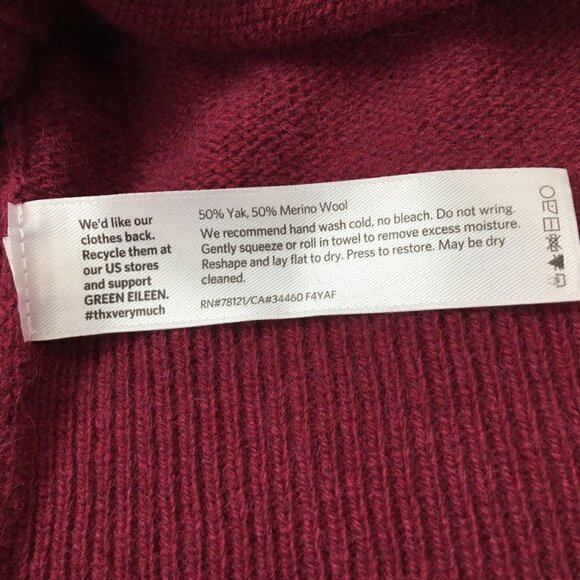 We'd like our
clothes back.
Recycle them at
our US stores
and support
GREEN EILEEN.
#thxverymuch
50% Yak, 50% Merino Wool
We recommend hand wash cold, no bleach. Do not wring.
Gently squeeze or roll in towel to remove excess moisture.
Reshape and lay flat to dry. Press to restore. May be dry
cleaned.
RN#78121/CA#34460 F4YAF